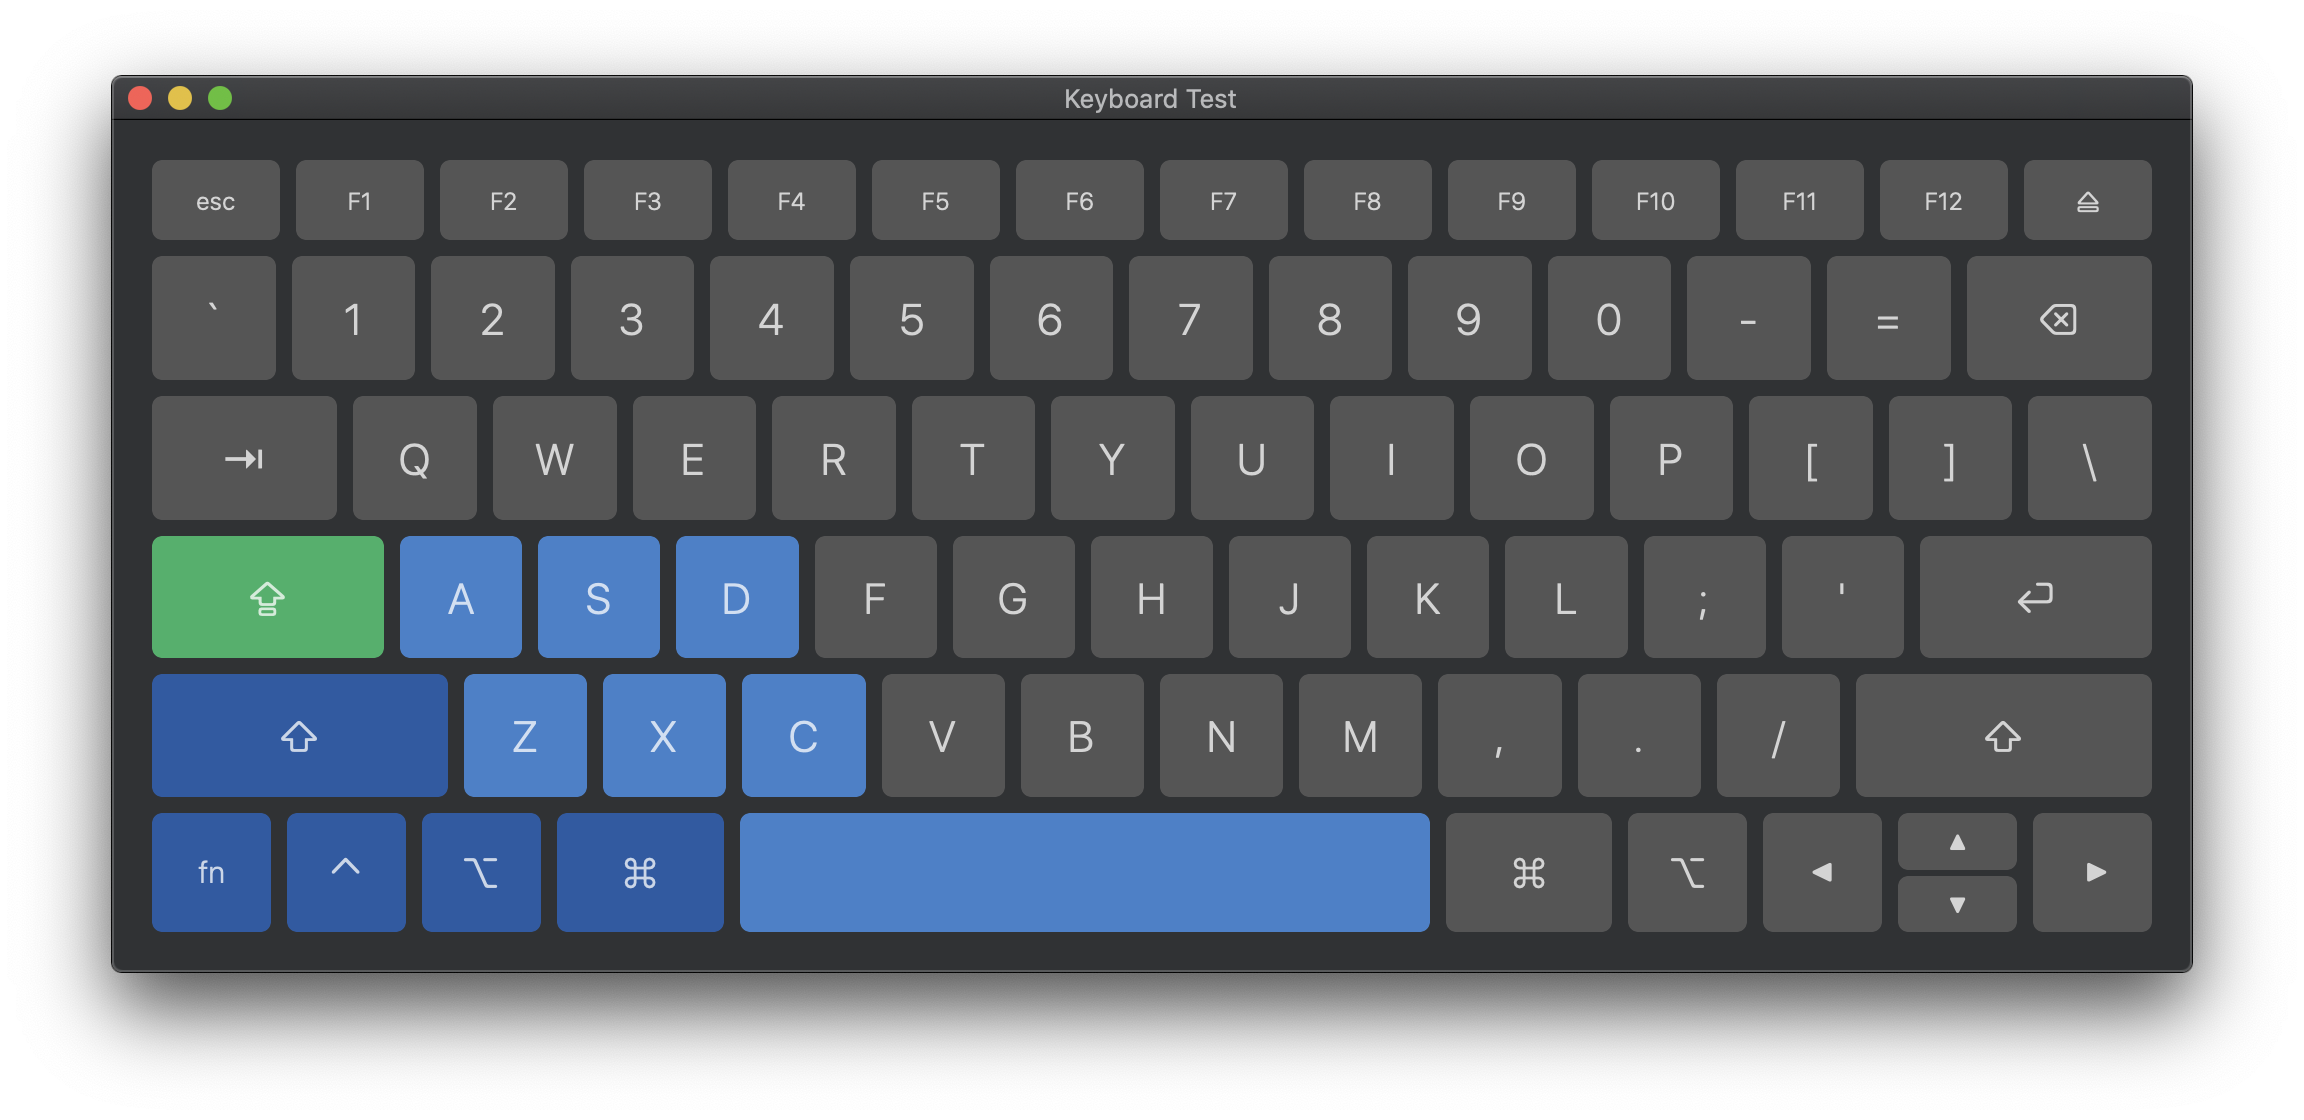 Keyboard Test
esc F1 F2 F3 F4 F5 F6 F7 F8 F9 F10 F11 F12 ⏏
` 1 2 3 4 5 6 7 8 9 0 - = ⌫
⇥ Q W E R T Y U I O P [ ] \
⇪ A S D F G H J K L ; ' ↩
⇧ Z X C V B N M , . / ⇧
fn ^ ⌥ ⌘ ⌘ ⌥ ◀ ▲ ▼ ▶